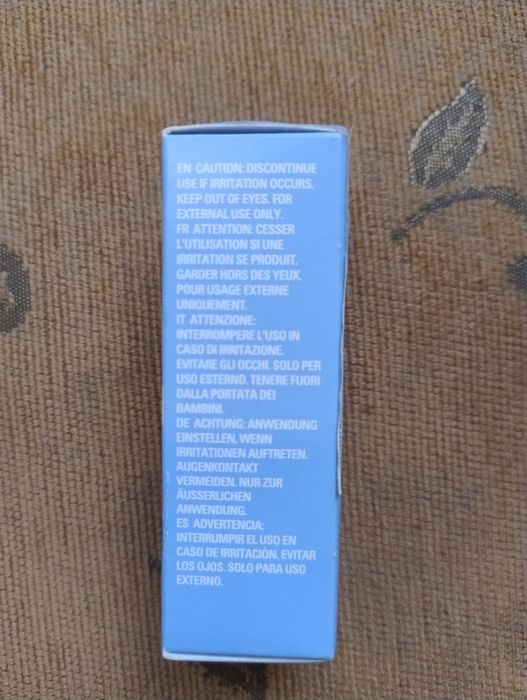 EN CAUTION: DISCONTINUE
USE IF IRRITATION OCCURS.
KEEP OUT OF EYES. FOR
EXTERNAL USE ONLY.
FR ATTENTION: CESSER
L'UTILISATION SI UNE
IRRITATION SE PRODUIT.
GARDER HORS DES YEUX.
POUR USAGE EXTERNE
UNIQUEMENT.
IT ATTENZIONE:
INTERROMPERE L'USO IN
CASO DI IRRITAZIONE.
EVITARE GLI OCCHI. SOLO PER
USO ESTERNO. TENERE FUORI
DALLA PORTATA DEI
BAMBINI.
DE ACHTUNG: ANWENDUNG
EINSTELLEN, WENN
IRRITATIONEN AUFTRETEN.
AUGENKONTAKT
VERMEIDEN. NUR ZUR
ÄUSSERLICHEN
ANWENDUNG.
ES ADVERTENCIA:
INTERRUMPIR EL USO EN
CASO DE IRRITACIÓN. EVITAR
LOS OJOS. SOLO PARA USO
EXTERNO.